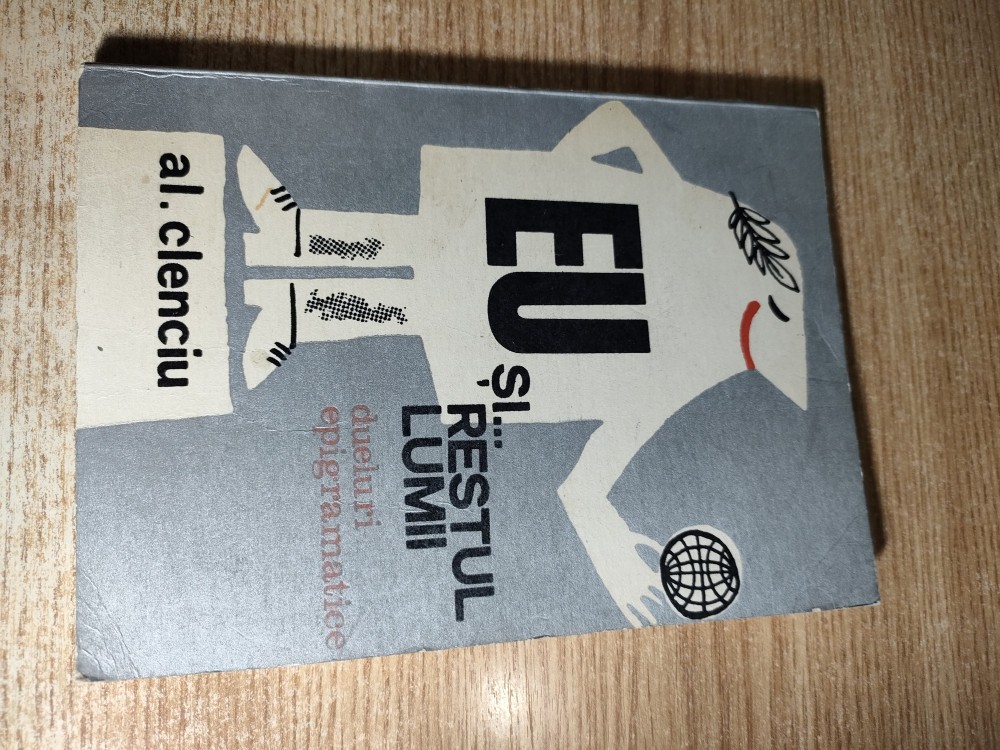 EU
ȘI...
RESTUL
LUMII
dueluri
epigramatice
al. clenciu